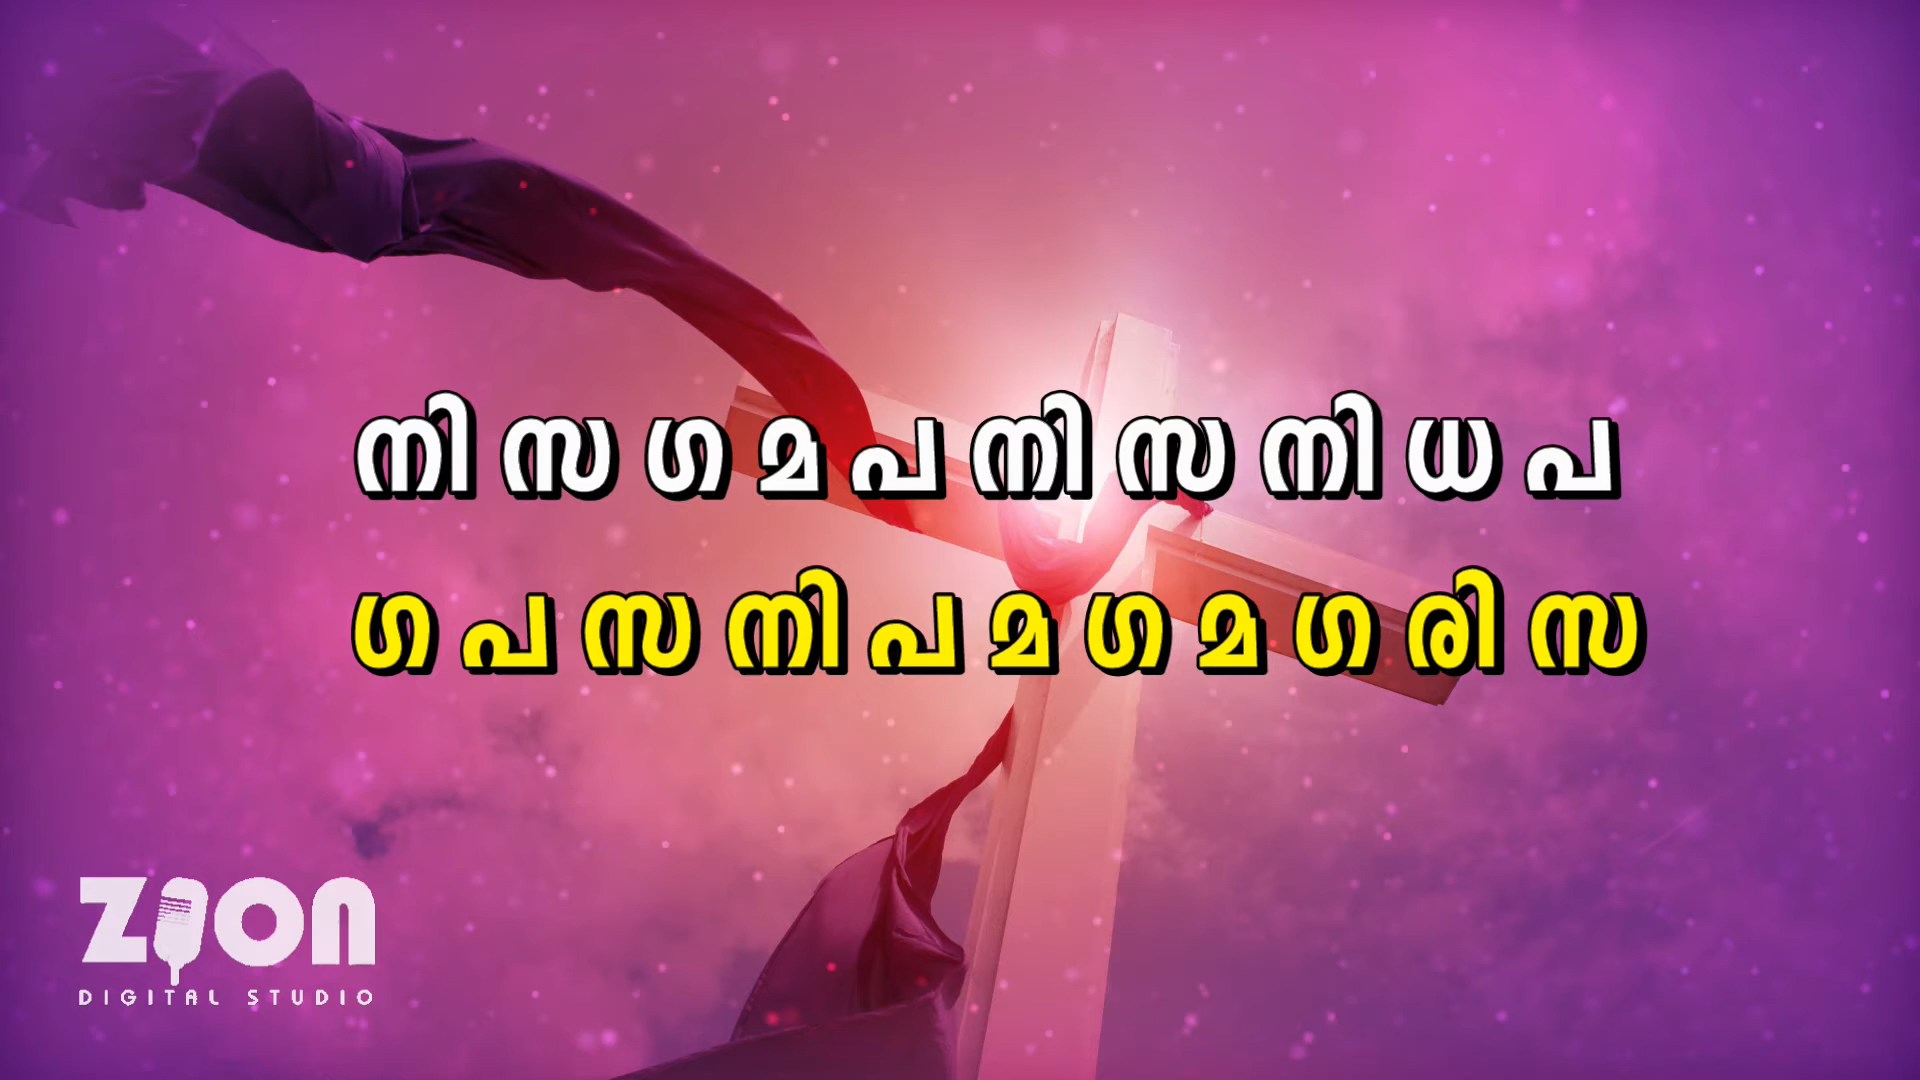 നി സ ഗ മ പ നി സ നി ധ പ
ഗ പ സ നി പ മ ഗ മ ഗ രി സ
ZION
DIGITAL STUDIO